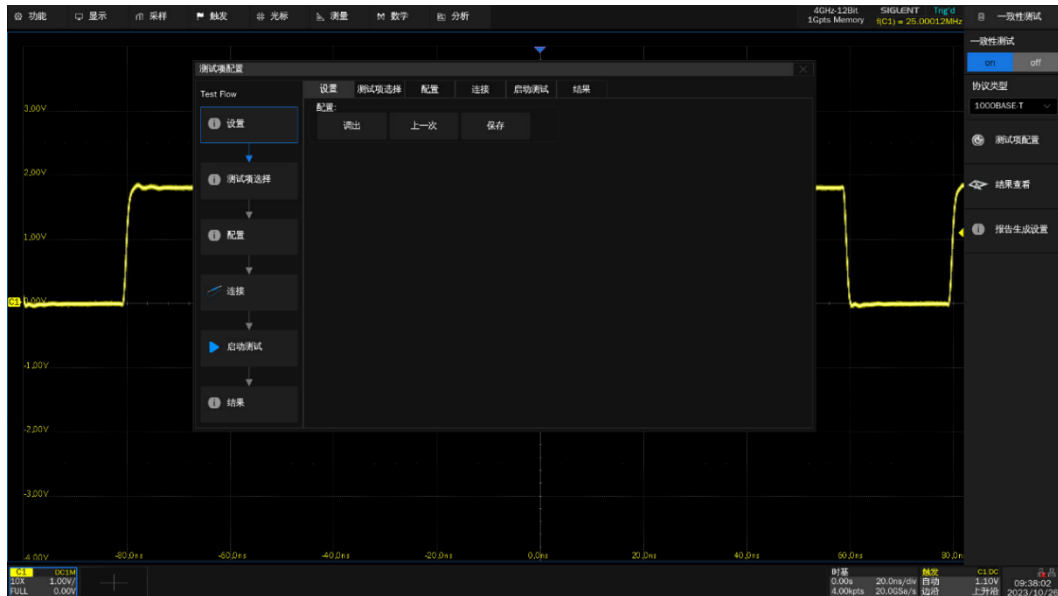 功能 显示 采样 触发 光标 测量 M 数学 分析
4GHz-12Bit SIGLENT Trig'd
1Gpts Memory f(C1) = 25.00012MHz
一致性测试
一致性测试
on off
协议类型
1000BASE-T
测试项配置
结果查看
报告生成设置
测试项配置
Test Flow
设置 测试项选择 配置 连接 启动测试 结果
配置:
调出 上一次 保存
设置
测试项选择
配置
连接
启动测试
结果
3.00V
2.00V
1.00V
C1 0.00V
-1.00V
-2.00V
-3.00V
-4.00V
-80.0ns -60.0ns -40.0ns -20.0ns 0.0ns 20.0ns 40.0ns 60.0ns 80.0n
C1 DC1M
10X 1.00V/
FULL 0.00V
时基
0.00s 20.0ns/div
4.00kpts 20.0GSa/s
触发 C1 DC
自动 1.10V
边沿 上升沿
09:38:02